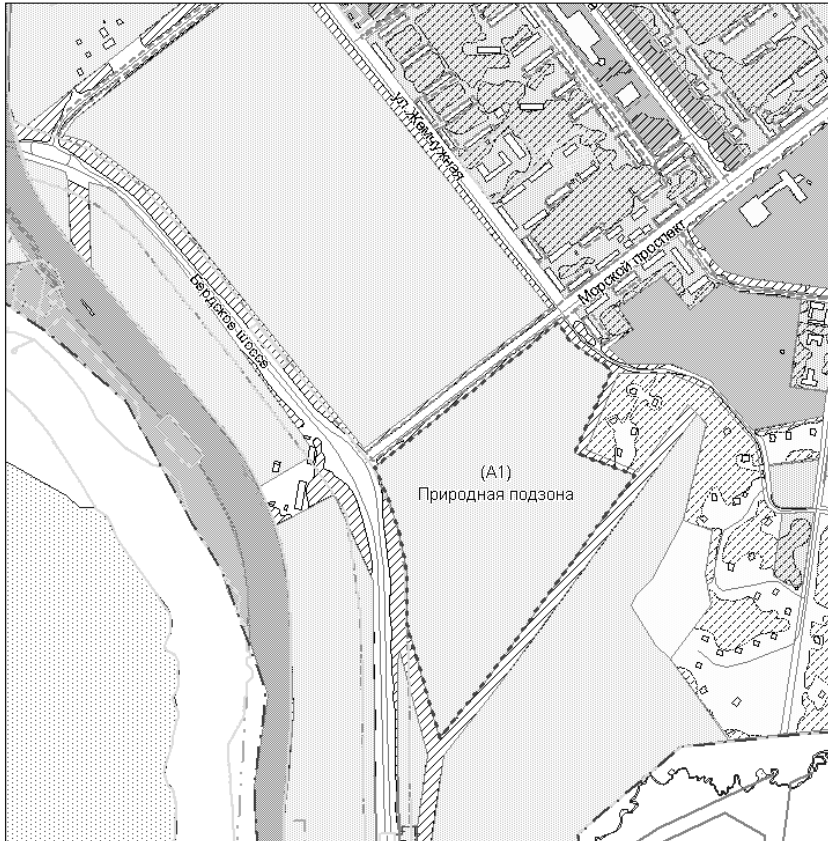 ул. Жемчужная
Морской проспект
Бердское шоссе
(А1)
Природная подзона